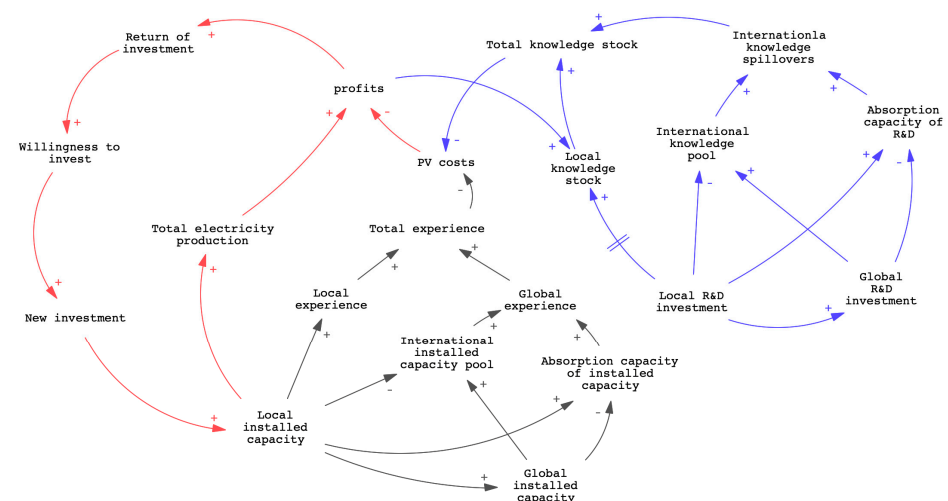 Return of
investment
Total knowledge stock
Internationla
knowledge
spillovers
profits
Absorption
capacity of
R&D
Willingness to
invest
PV costs
Local
knowledge
stock
International
knowledge
pool
Total electricity
production
Total experience
New investment
Local
experience
Global
experience
Local R&D
investment
Global
R&D
investment
International
installed
capacity pool
Absorption capacity
of installed
capacity
Local
installed
capacity
Global
installed
capacity